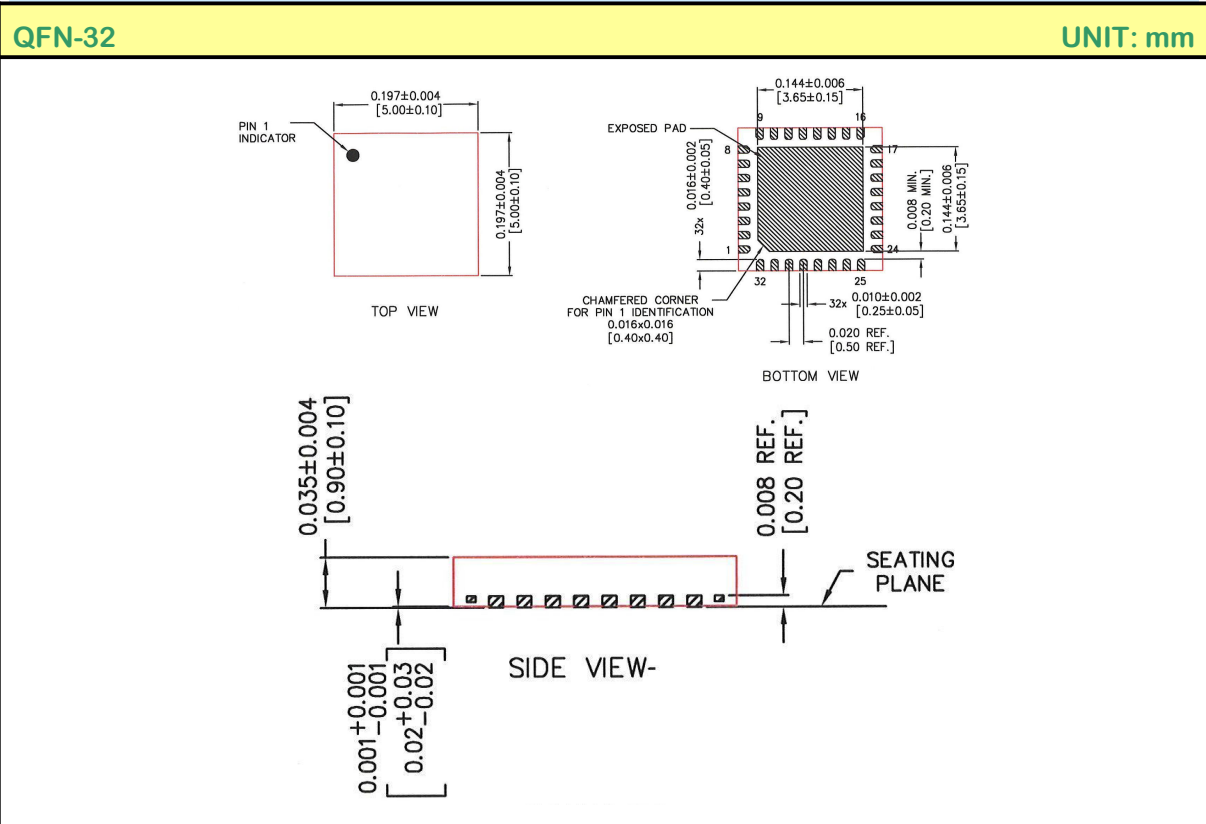 QFN-32
UNIT: mm
0.197±0.004
[5.00±0.10]
PIN 1
INDICATOR
0.197±0.004
[5.00±0.10]
TOP VIEW
0.144±0.006
[3.65±0.15]
EXPOSED PAD
9
16
8
17
32x
0.016±0.002
[0.40±0.05]
0.008 MIN.
[0.20 MIN.]
0.144±0.006
[3.65±0.15]
1
24
32
25
CHAMFERED CORNER
FOR PIN 1 IDENTIFICATION
0.016x0.016
[0.40x0.40]
32x 0.010±0.002
[0.25±0.05]
0.020 REF.
[0.50 REF.]
BOTTOM VIEW
0.035±0.004
[0.90±0.10]
0.008 REF.
[0.20 REF.]
SEATING
PLANE
SIDE VIEW-
0.001+0.001
-0.001
[0.02+0.03
-0.02]